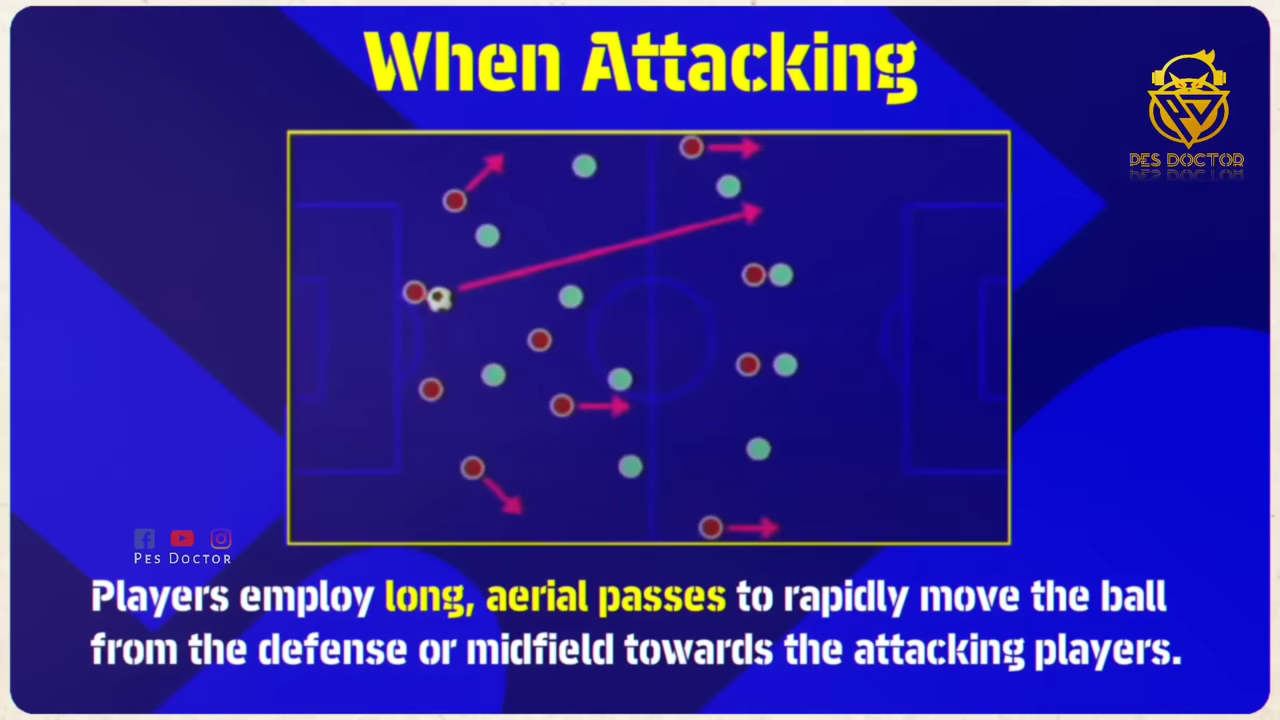 When Attacking
PES DOCTOR
PES DOCTOR
Players employ long, aerial passes to rapidly move the ball
from the defense or midfield towards the attacking players.